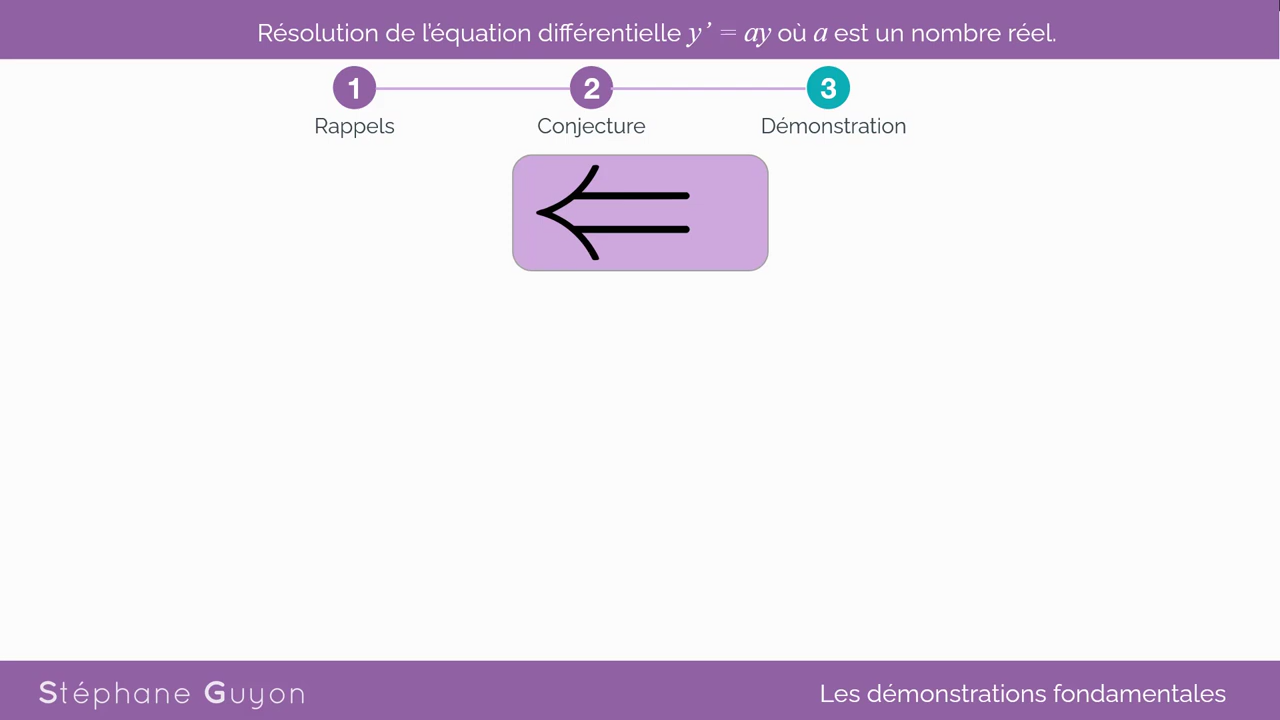 Résolution de l'équation différentielle y' = ay où a est un nombre réel.
1 2 3
Rappels Conjecture Démonstration
⇐
Stéphane Guyon
Les démonstrations fondamentales